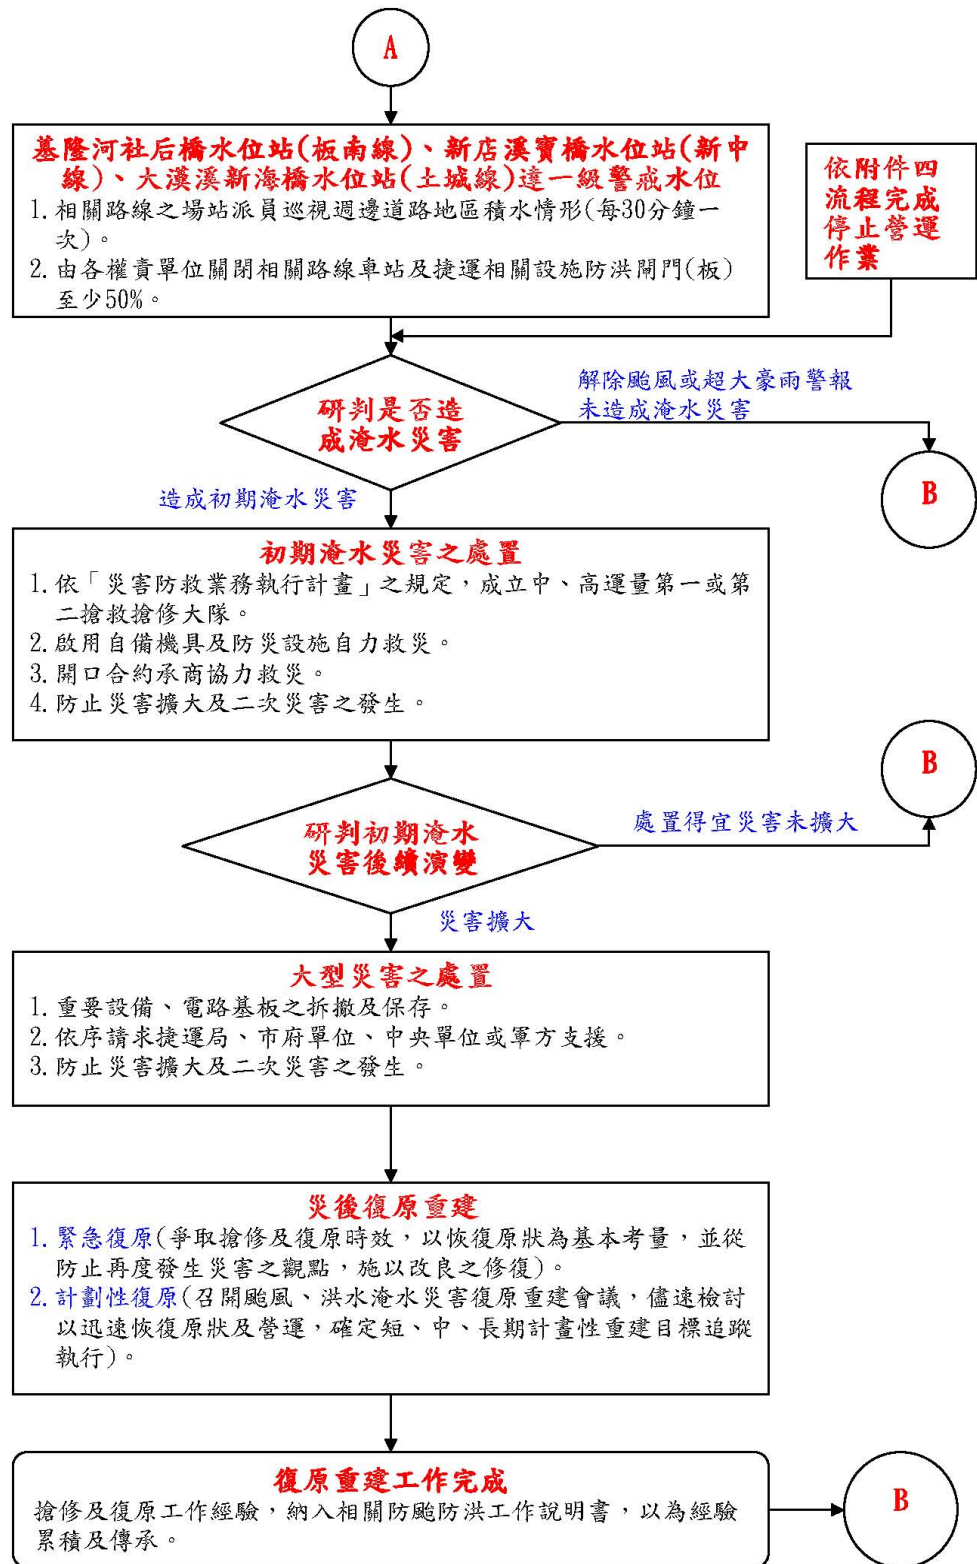 A
基隆河社后橋水位站(板南線)、新店溪寶橋水位站(新中
線)、大漢溪新海橋水位站(土城線)達一級警戒水位
1. 相關路線之場站派員巡視週邊道路地區積水情形(每30分鐘一
次)。
2. 由各權責單位關閉相關路線車站及捷運相關設施防洪閘門(板)
至少50%。
依附件四
流程完成
停止營運
作業
研判是否造
成淹水災害
解除颱風或超大豪雨警報
未造成淹水災害
B
造成初期淹水災害
初期淹水災害之處置
1. 依「災害防救業務執行計畫」之規定，成立中、高運量第一或第
二搶救搶修大隊。
2. 啟用自備機具及防災設施自力救災。
3. 開口合約承商協力救災。
4. 防止災害擴大及二次災害之發生。
B
研判初期淹水
災害後續演變
處置得宜災害未擴大
災害擴大
大型災害之處置
1. 重要設備、電路基板之拆撤及保存。
2. 依序請求捷運局、市府單位、中央單位或軍方支援。
3. 防止災害擴大及二次災害之發生。
災後復原重建
1. 緊急復原(爭取搶修及復原時效，以恢復原狀為基本考量，並從
防止再度發生災害之觀點，施以改良之修復)。
2. 計劃性復原(召開颱風、洪水淹水災害復原重建會議，儘速檢討
以迅速恢復原狀及營運，確定短、中、長期計畫性重建目標追蹤
執行)。
復原重建工作完成
搶修及復原工作經驗，納入相關防颱防洪工作說明書，以為經驗
累積及傳承。
B